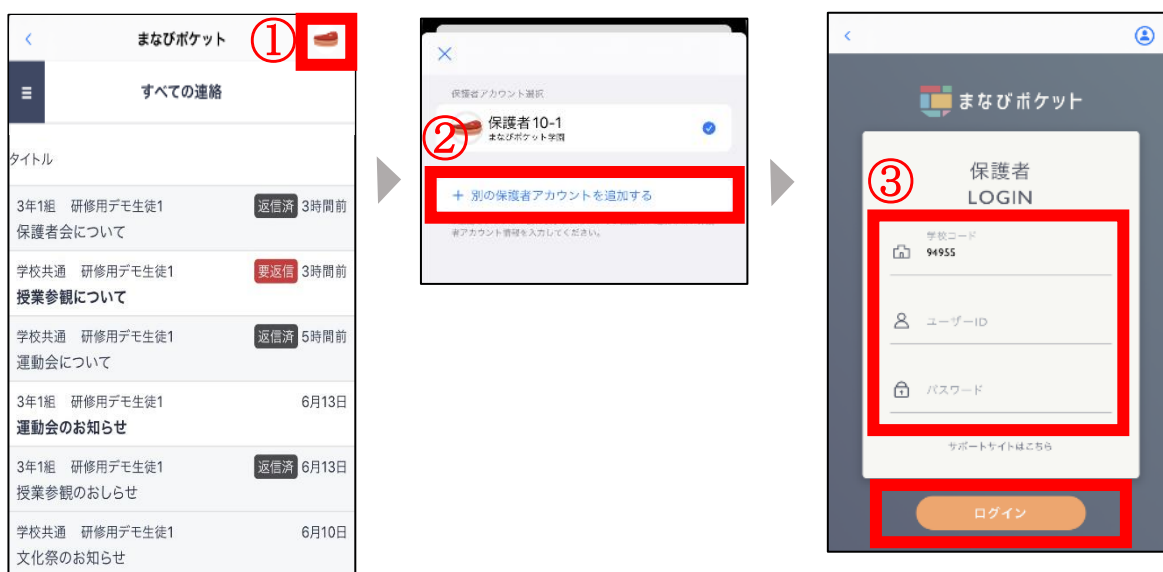 まなびポケット
①
すべての連絡
タイトル
3年1組 研修用デモ生徒1 返信済 3時間前
保護者会について
学校共通 研修用デモ生徒1 要返信 3時間前
授業参観について
学校共通 研修用デモ生徒1 返信済 5時間前
運動会について
3年1組 研修用デモ生徒1 6月13日
運動会のお知らせ
3年1組 研修用デモ生徒1 返信済 6月13日
授業参観のおしらせ
学校共通 研修用デモ生徒1 6月10日
文化祭のお知らせ
保護者アカウント選択
②
保護者10-1
まなびポケット学園
+ 別の保護者アカウントを追加する
者アカウント情報を入力してください。
まなびポケット
③
保護者
LOGIN
学校コード
94955
ユーザーID
パスワード
サポートサイトはこちら
ログイン